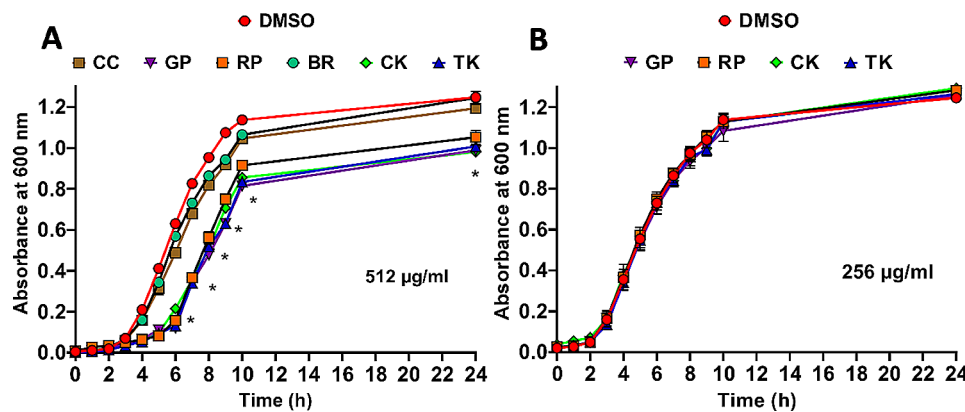 A
DMSO
CC GP RP BR CK TK
Absorbance at 600 nm
1.2
1.0
0.8
0.6
0.4
0.2
0.0
*
*
*
*
*
*
512 µg/ml
0 2 4 6 8 10 12 14 16 18 20 22 24
Time (h)
B
DMSO
GP RP CK TK
Absorbance at 600 nm
1.2
1.0
0.8
0.6
0.4
0.2
0.0
256 µg/ml
0 2 4 6 8 10 12 14 16 18 20 22 24
Time (h)